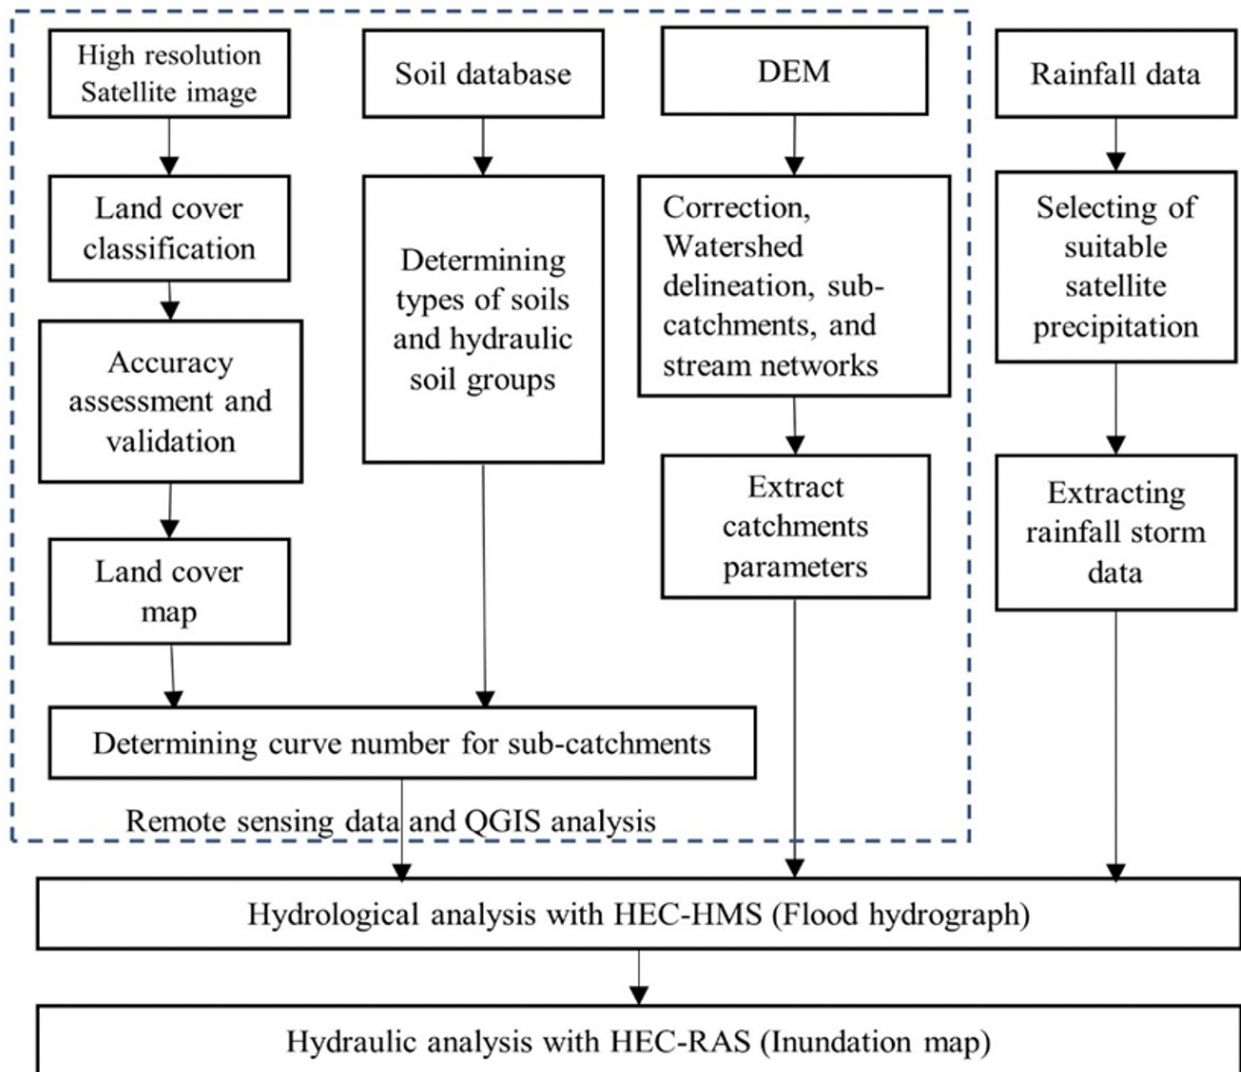 High resolution
Satellite image
Land cover
classification
Accuracy
assessment and
validation
Land cover
map
Soil database
Determining
types of soils
and hydraulic
soil groups
DEM
Correction,
Watershed
delineation, sub-
catchments, and
stream networks
Extract
catchments
parameters
Rainfall data
Selecting of
suitable
satellite
precipitation
Extracting
rainfall storm
data
Determining curve number for sub-catchments
Remote sensing data and QGIS analysis
Hydrological analysis with HEC-HMS (Flood hydrograph)
Hydraulic analysis with HEC-RAS (Inundation map)